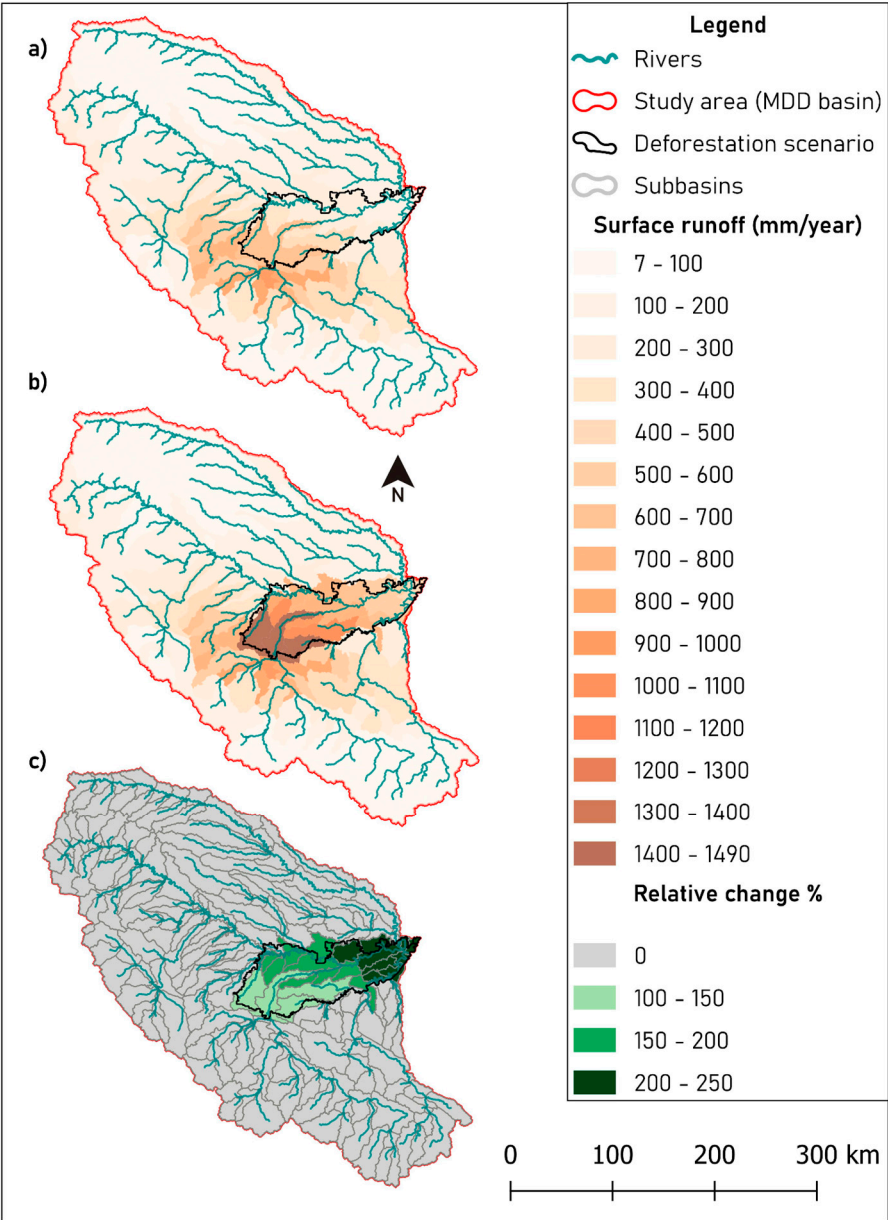 a)
b)
N
c)
Legend
Rivers
Study area (MDD basin)
Deforestation scenario
Subbasins
Surface runoff (mm/year)
7 - 100
100 - 200
200 - 300
300 - 400
400 - 500
500 - 600
600 - 700
700 - 800
800 - 900
900 - 1000
1000 - 1100
1100 - 1200
1200 - 1300
1300 - 1400
1400 - 1490
Relative change %
0
100 - 150
150 - 200
200 - 250
0 100 200 300 km